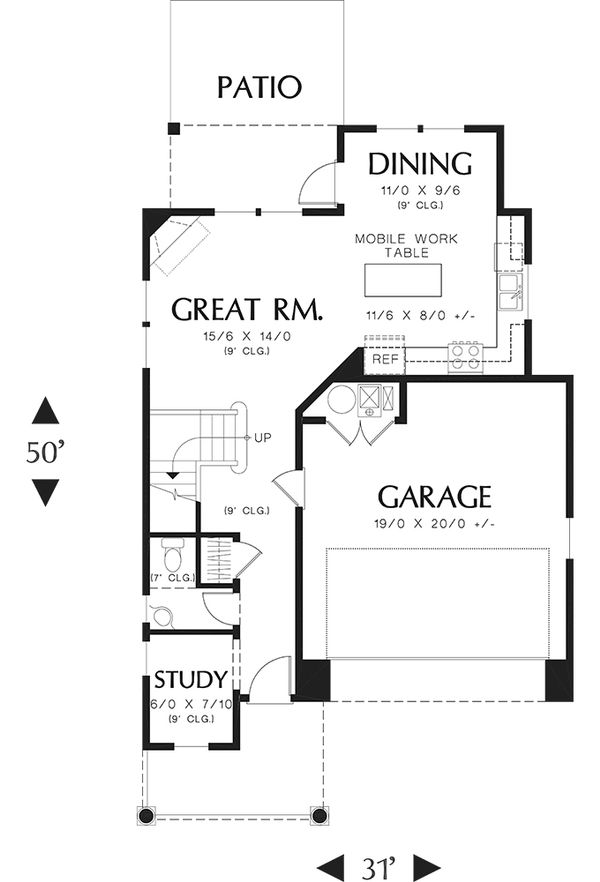 PATIO
DINING
11/0 X 9/6
(9' CLG.)
MOBILE WORK
TABLE
GREAT RM.
15/6 X 14/0
(9' CLG.)
11/6 X 8/0 +/-
REF
UP
50'
(9' CLG.)
GARAGE
19/0 X 20/0 +/-
(7' CLG.)
STUDY
6/0 X 7/10
(9' CLG.)
31'